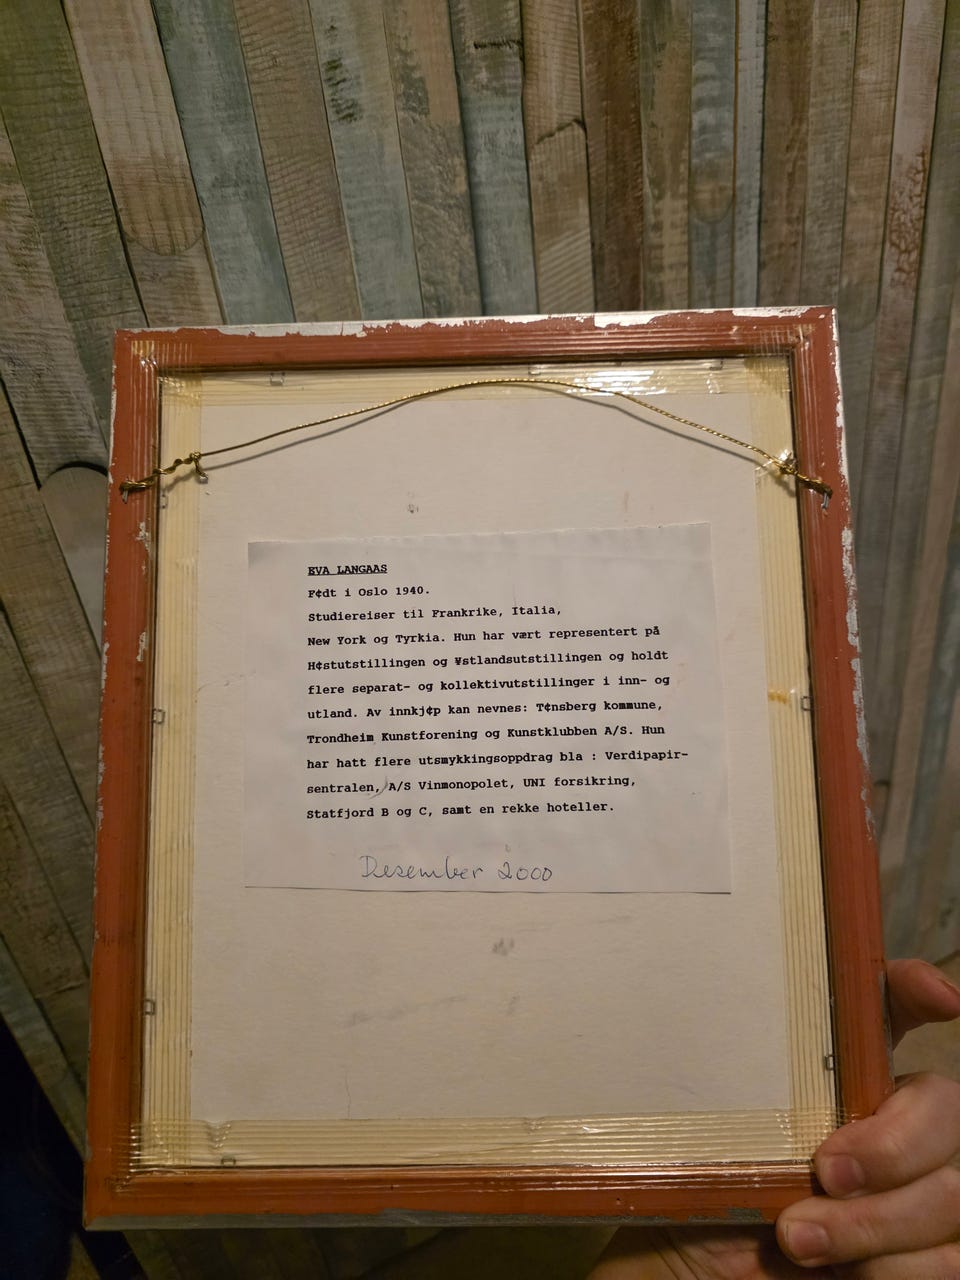 EVA LANGAAS
F¢dt i Oslo 1940.
Studiereiser til Frankrike, Italia,
New York og Tyrkia. Hun har vært representert på
H¢stutstillingen og ¥stlandsutstillingen og holdt
flere separat- og kollektivutstillinger i inn- og
utland. Av innkj¢p kan nevnes: T¢nsberg kommune,
Trondheim Kunstforening og Kunstklubben A/S. Hun
har hatt flere utsmykkingsoppdrag bla : Verdipapir-
sentralen, A/S Vinmonopolet, UNI forsikring,
Statfjord B og C, samt en rekke hoteller.
Desember 2000